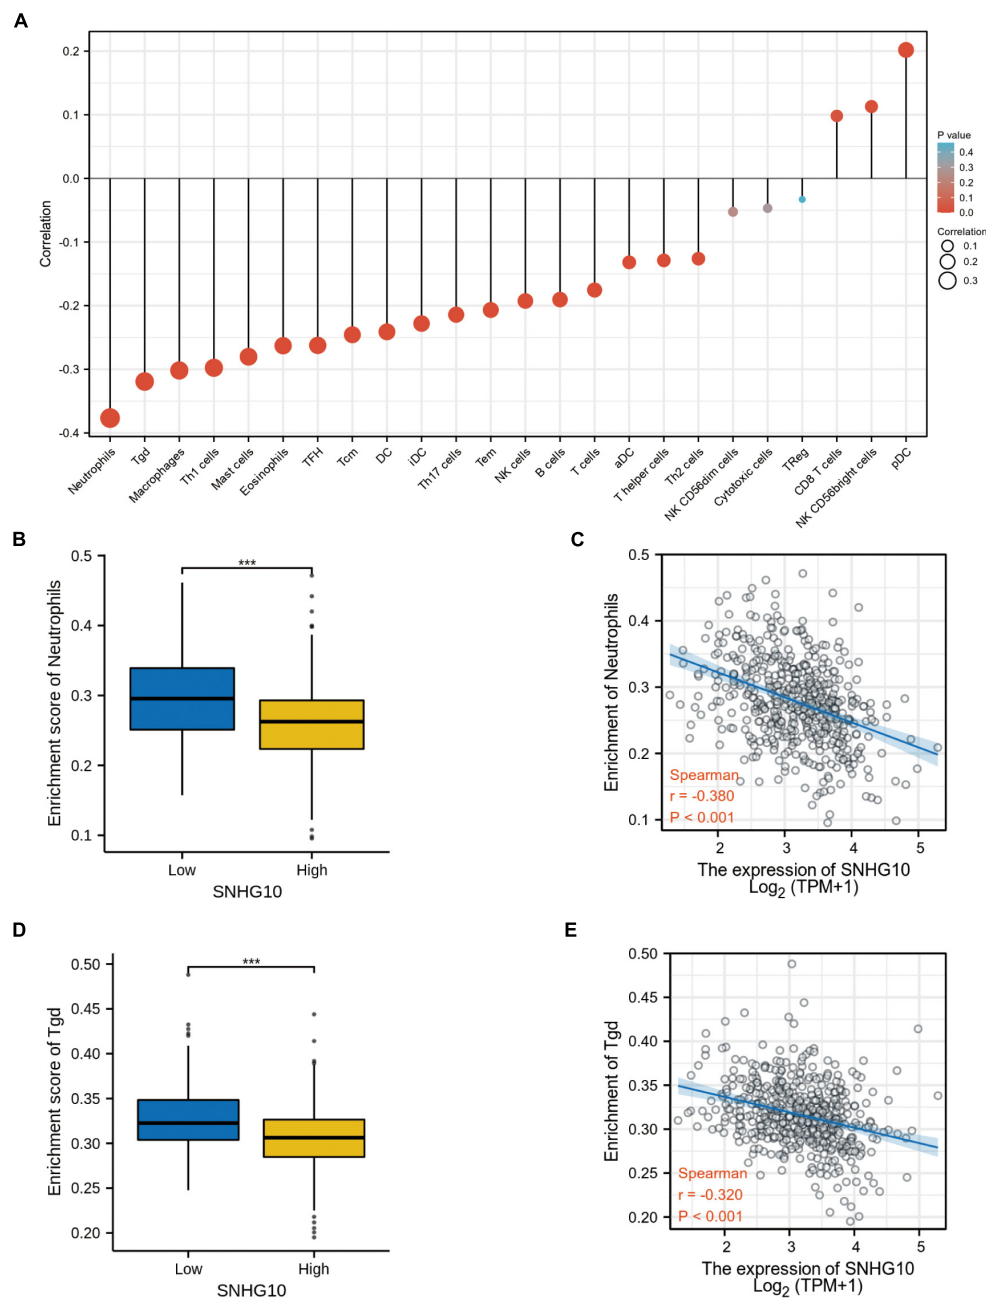 A
Correlation
0.2
0.1
0.0
-0.1
-0.2
-0.3
-0.4
Neutrophils
Tgd
Macrophages
Th1 cells
Mast cells
Eosinophils
TFH
Tcm
DC
iDC
Th17 cells
Tem
NK cells
B cells
T cells
aDC
T helper cells
Th2 cells
NK CD56dim cells
Cytotoxic cells
TReg
CD8 T cells
NK CD56bright cells
pDC
P value
0.4
0.3
0.2
0.1
0.0
Correlation
0.1
0.2
0.3
B
Enrichment score of Neutrophils
0.5
0.4
0.3
0.2
0.1
***
Low
High
SNHG10
C
Enrichment of Neutrophils
0.5
0.4
0.3
0.2
0.1
Spearman
r = -0.380
P < 0.001
2
3
4
5
The expression of SNHG10
Log2 (TPM+1)
D
Enrichment score of Tgd
0.50
0.45
0.40
0.35
0.30
0.25
0.20
***
Low
High
SNHG10
E
Enrichment of Tgd
0.50
0.45
0.40
0.35
0.30
0.25
0.20
Spearman
r = -0.320
P < 0.001
2
3
4
5
The expression of SNHG10
Log2 (TPM+1)